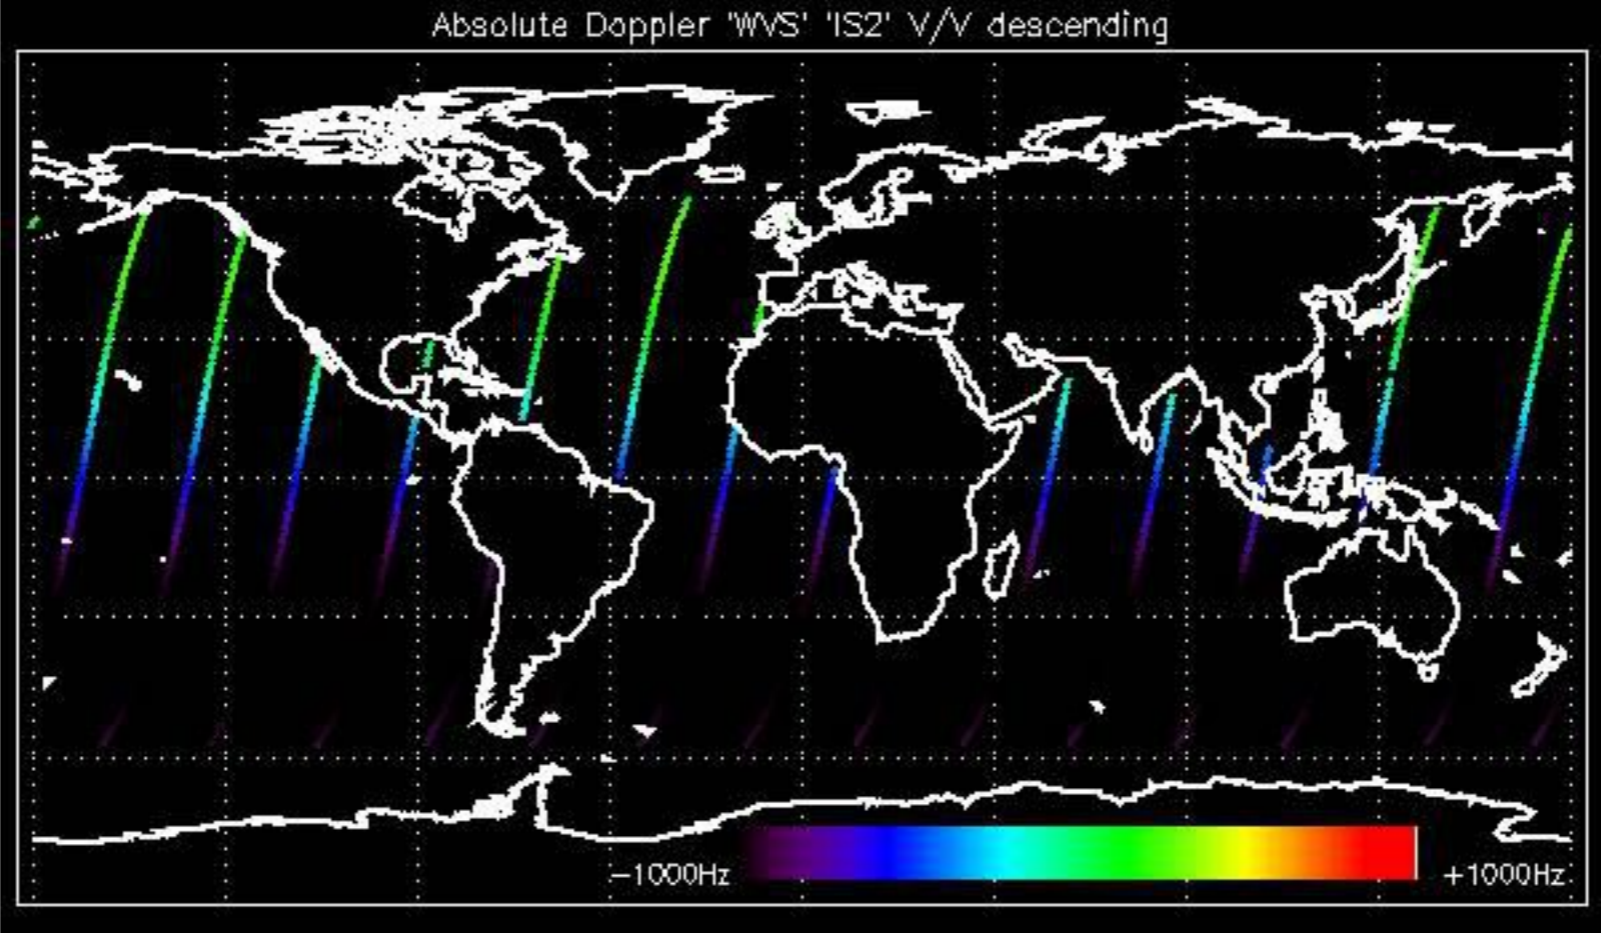 Absolute Doppler 'WVS' 'IS2' V/V descending
−1000Hz +1000Hz